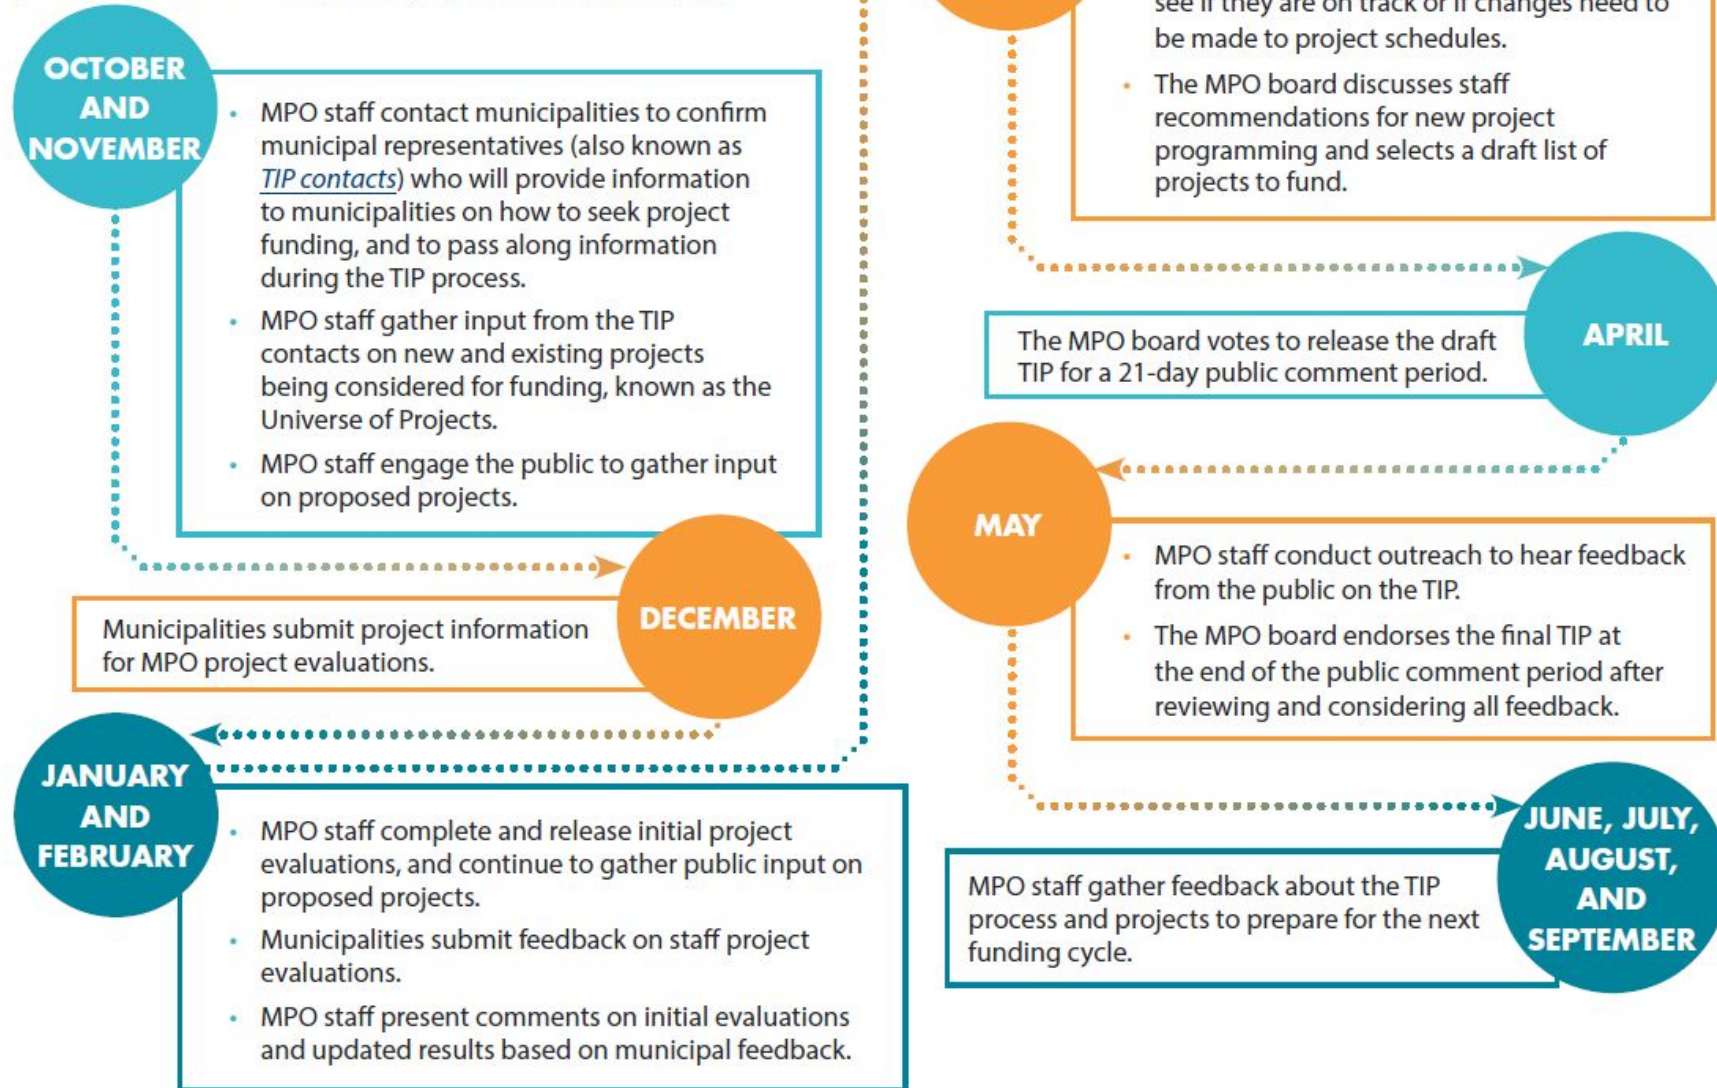 OCTOBER
AND
NOVEMBER
• MPO staff contact municipalities to confirm
municipal representatives (also known as
TIP contacts) who will provide information
to municipalities on how to seek project
funding, and to pass along information
during the TIP process.
• MPO staff gather input from the TIP
contacts on new and existing projects
being considered for funding, known as the
Universe of Projects.
• MPO staff engage the public to gather input
on proposed projects.
DECEMBER
Municipalities submit project information
for MPO project evaluations.
JANUARY
AND
FEBRUARY
• MPO staff complete and release initial project
evaluations, and continue to gather public input on
proposed projects.
• Municipalities submit feedback on staff project
evaluations.
• MPO staff present comments on initial evaluations
and updated results based on municipal feedback.
see if they are on track or if changes need to
be made to project schedules.
• The MPO board discusses staff
recommendations for new project
programming and selects a draft list of
projects to fund.
APRIL
The MPO board votes to release the draft
TIP for a 21-day public comment period.
MAY
• MPO staff conduct outreach to hear feedback
from the public on the TIP.
• The MPO board endorses the final TIP at
the end of the public comment period after
reviewing and considering all feedback.
JUNE, JULY,
AUGUST,
AND
SEPTEMBER
MPO staff gather feedback about the TIP
process and projects to prepare for the next
funding cycle.